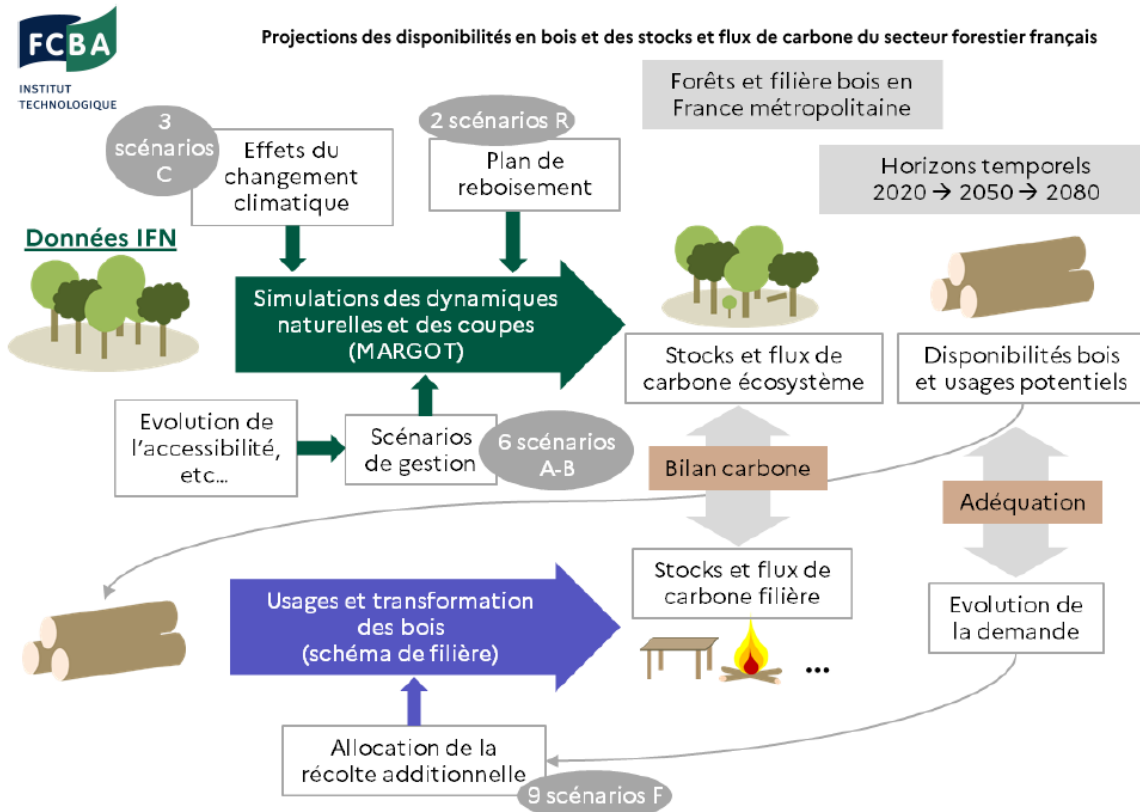 FCBA
INSTITUT
TECHNOLOGIQUE
Projections des disponibilités en bois et des stocks et flux de carbone du secteur forestier français
Forêts et filière bois en
France métropolitaine
3
scénarios
C
Effets du
changement
climatique
2 scénarios R
Plan de
reboisement
Horizons temporels
2020 → 2050 → 2080
Données IFN
Simulations des dynamiques
naturelles et des coupes
(MARGOT)
Stocks et flux de
carbone écosystème
Disponibilités bois
et usages potentiels
Evolution de
l'accessibilité,
etc…
Scénarios
de gestion
6 scénarios
A-B
Bilan carbone
Adéquation
Usages et transformation
des bois
(schéma de filière)
Stocks et flux de
carbone filière
...
Evolution de
la demande
Allocation de la
récolte additionnelle
9 scénarios F